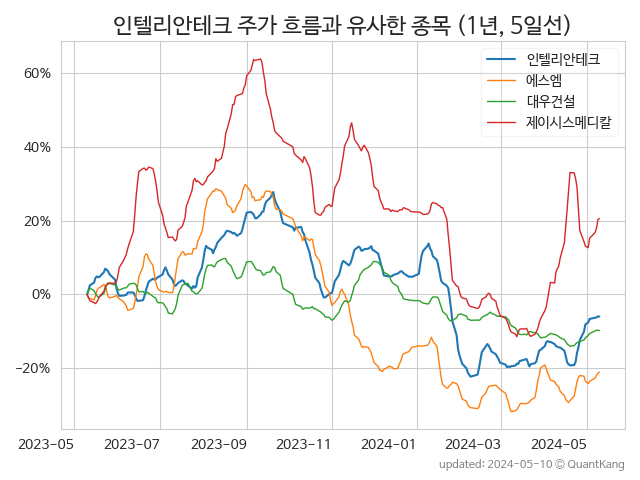 인텔리안테크 주가 흐름과 유사한 종목 (1년, 5일선)
인텔리안테크
에스엠
대우건설
제이시스메디칼
60%
40%
20%
0%
−20%
2023-05 2023-07 2023-09 2023-11 2024-01 2024-03 2024-05
updated: 2024-05-10 ⓒ QuantKang